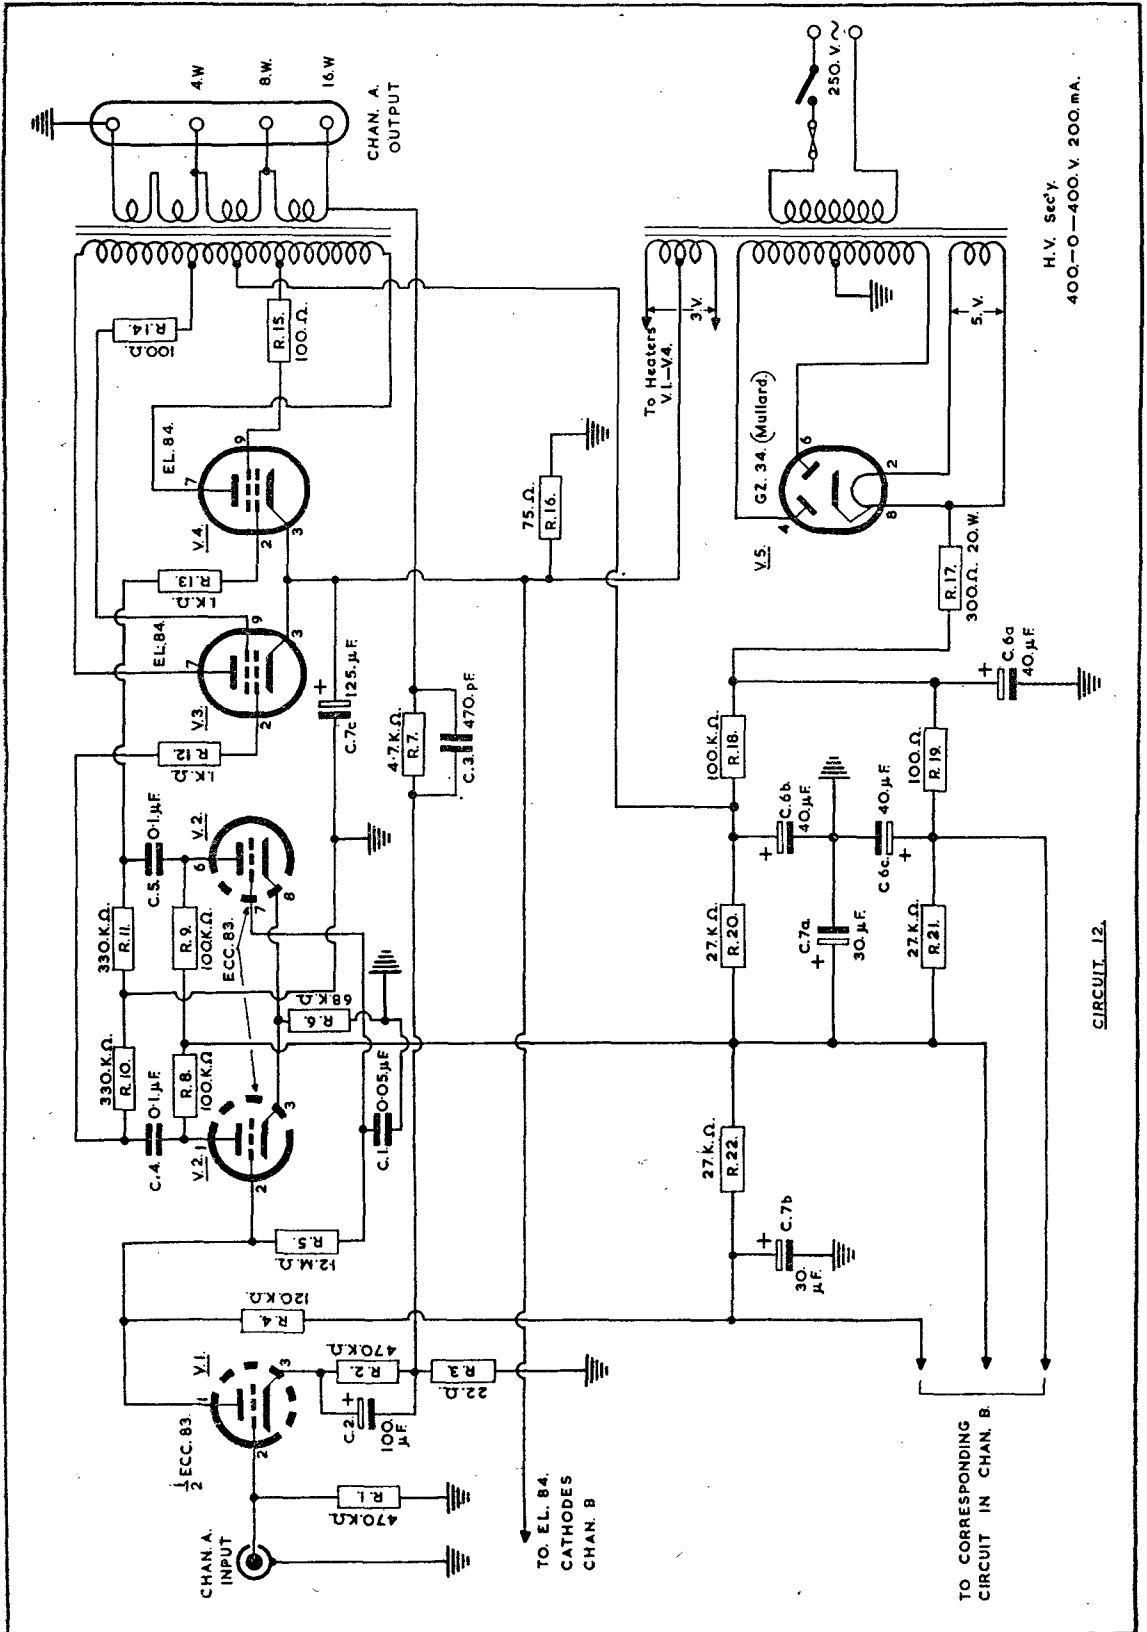 CHAN. A.
INPUT
470.K.Ω.
R.1.
1/2 ECC. 83.
V.1.
1
2
3
C.2.
+
100.
μF.
470.K.Ω
R.2.
R.3.
22.Ω.
120.K.Ω
R.4.
1·2.M.Ω.
R.5.
C.4.
0·1.μF.
V.2.
1
2
3
330.K.Ω.
R.10.
R.8.
100.K.Ω
330.K.Ω.
R.11.
R.9.
100.K.Ω.
ECC. 83.
C.5.
0·1.μF.
V.2.
6
7
8
68.K.Ω
R.6.
C.1.
0·05.μF
1.K.Ω
R.12.
V.3.
EL.84.
7
2
9
3
1.K.Ω.
R.13.
V.4.
EL.84.
7
2
9
3
+
C.7c
125.μF.
4·7.K.Ω.
R.7.
C.3.
470.pF.
75.Ω.
R.16.
R.14.
100.Ω
R.15.
100.Ω.
4.W
8.W.
16.W
CHAN. A.
OUTPUT
TO. EL. 84.
CATHODES
CHAN. B
To Heaters
V.1.–V.4.
3.V.
250. V. ~
V.5.
GZ. 34. (Mullard.)
4
6
8
2
5. V.
H.V. Sec'y.
400.–O–400. V. 200. mA.
R.17.
300.Ω. 20.W.
100.K.Ω
R.18.
+
C.6a
40.μF.
100.Ω.
R.19.
C.6b
+
40.μF.
C 6c.
+
40.μF.
27.K.Ω
R.20.
C.7a
+
30.μF.
27.K.Ω.
R.21.
27.K.Ω.
R.22.
+
C.7b
30.
μF.
TO CORRESPONDING
CIRCUIT IN CHAN. B.
CIRCUIT. 12.